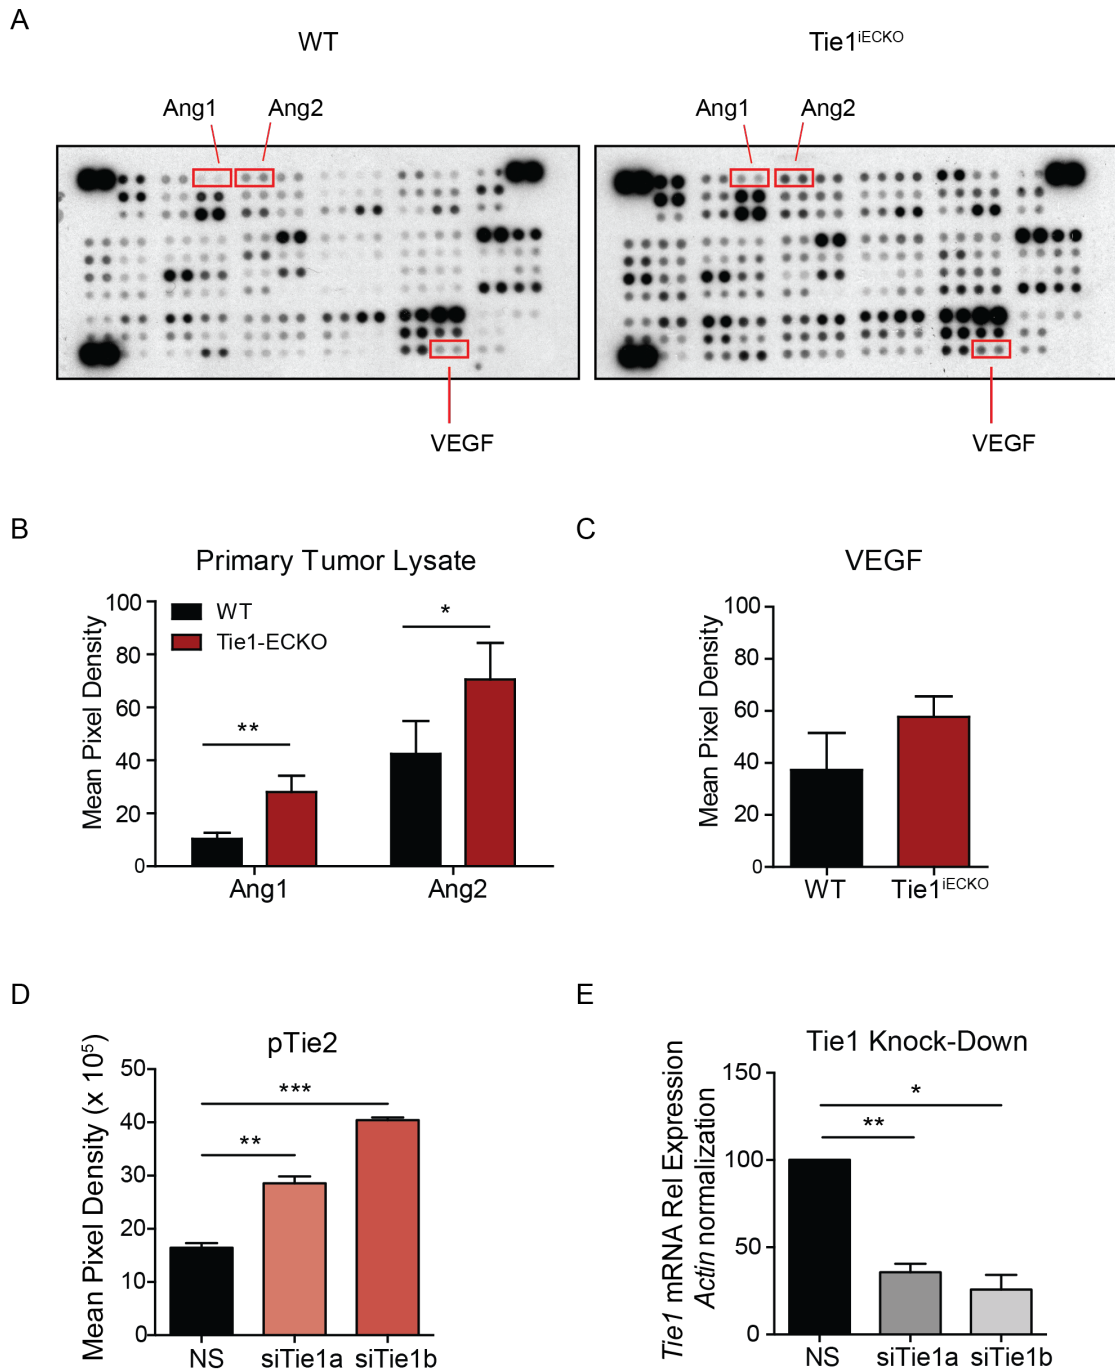 A
WT
Tie1iECKO
Ang1
Ang2
Ang1
Ang2
VEGF
VEGF
B
Primary Tumor Lysate
Mean Pixel Density
100
80
60
40
20
0
WT
Tie1-ECKO
**
*
Ang1
Ang2
C
VEGF
Mean Pixel Density
100
80
60
40
20
0
WT
Tie1iECKO
D
pTie2
Mean Pixel Density (x 10⁵)
50
40
30
20
10
0
***
**
NS
siTie1a
siTie1b
E
Tie1 Knock-Down
Tie1 mRNA Rel Expression
Actin normalization
150
100
50
0
*
**
NS
siTie1a
siTie1b